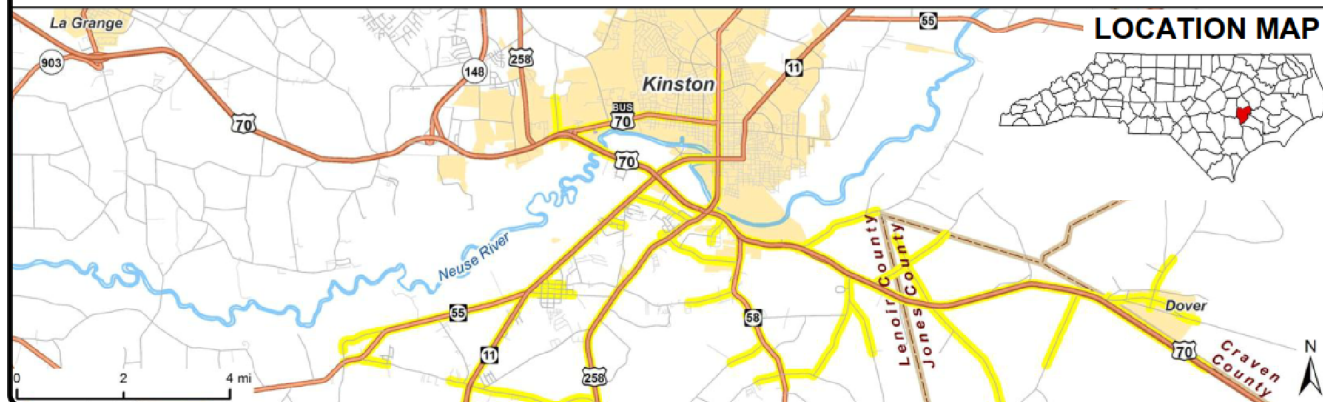 La Grange
55
LOCATION MAP
903
148
258
Kinston
11
70
BUS
70
70
Neuse River
Lenoir County
Jones County
Dover
55
58
11
258
70
Craven
County
N
0 2 4 mi